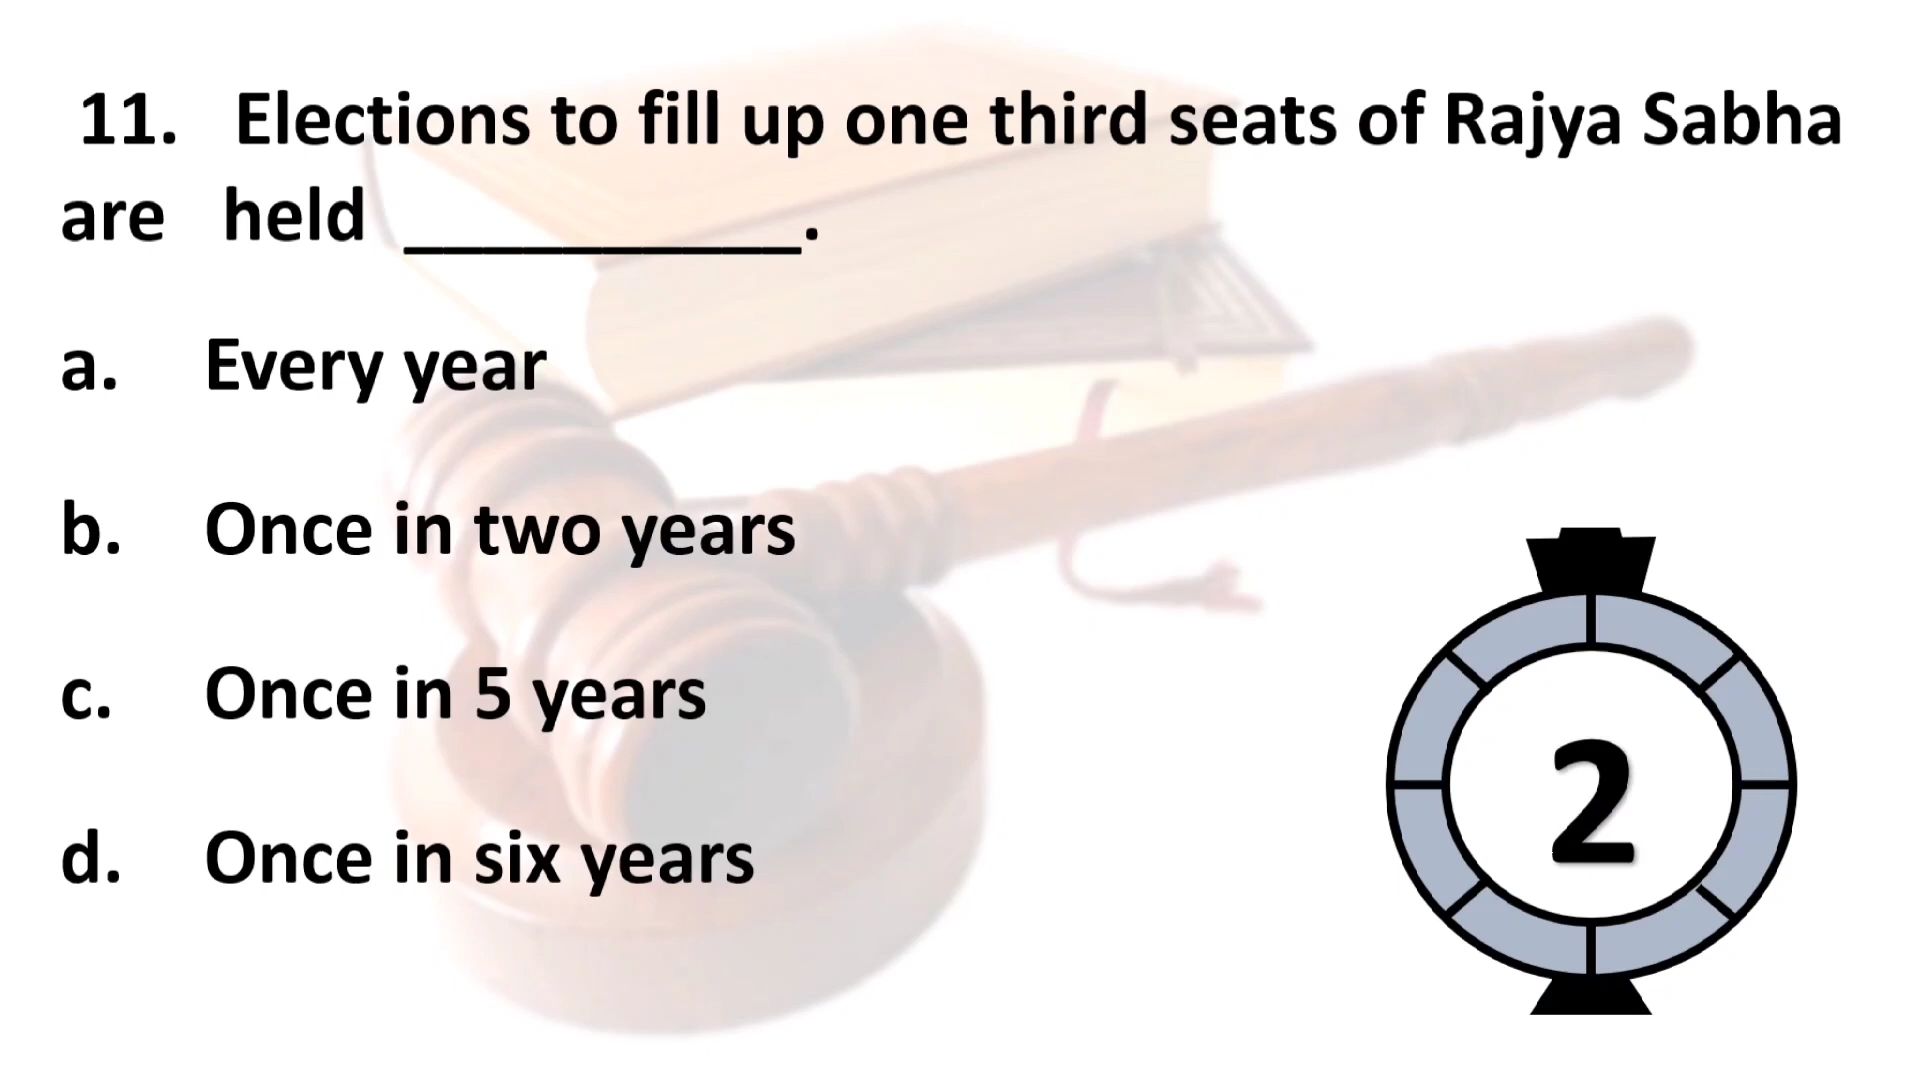 11. Elections to fill up one third seats of Rajya Sabha
are held __________.
a. Every year
b. Once in two years
c. Once in 5 years
d. Once in six years
2